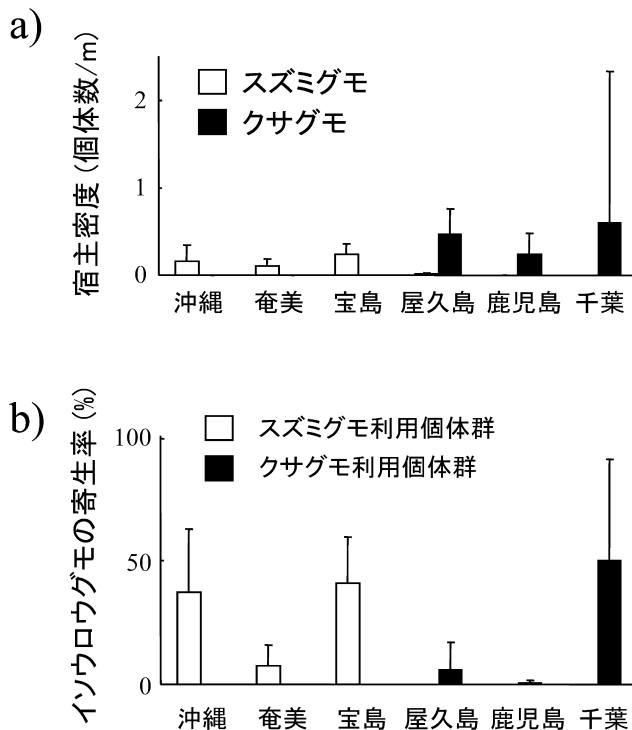 a)
宿主密度 (個体数/m)
スズミグモ
クサグモ
2
1
0
沖縄 奄美 宝島 屋久島 鹿児島 千葉
b)
イソウロウグモの寄生率 (%)
スズミグモ利用個体群
クサグモ利用個体群
100
50
0
沖縄 奄美 宝島 屋久島 鹿児島 千葉